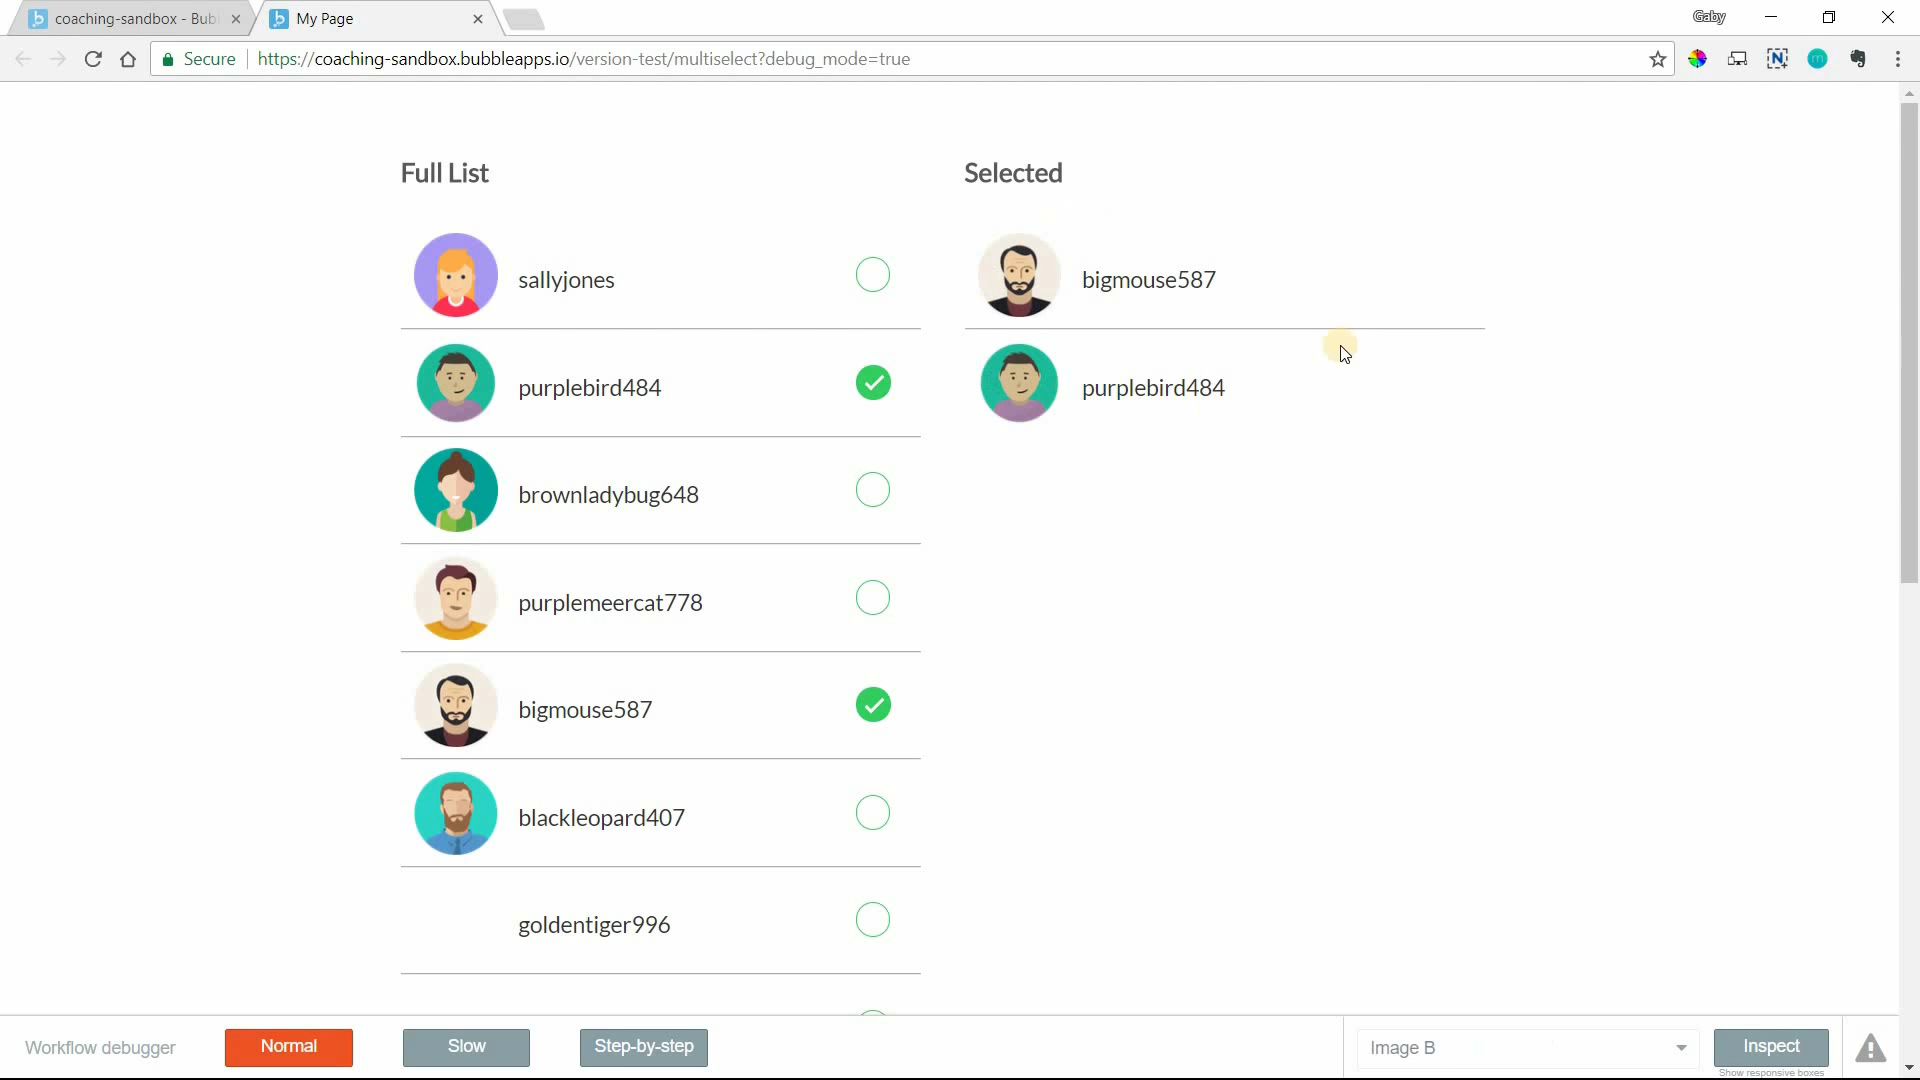 coaching-sandbox - Bub
My Page
Gaby
Secure
https://coaching-sandbox.bubbleapps.io/version-test/multiselect?debug_mode=true
Full List
Selected
sallyjones
bigmouse587
purplebird484
purplebird484
brownladybug648
purplemeercat778
bigmouse587
blackleopard407
goldentiger996
Workflow debugger
Normal
Slow
Step-by-step
Image B
Inspect
Show responsive boxes